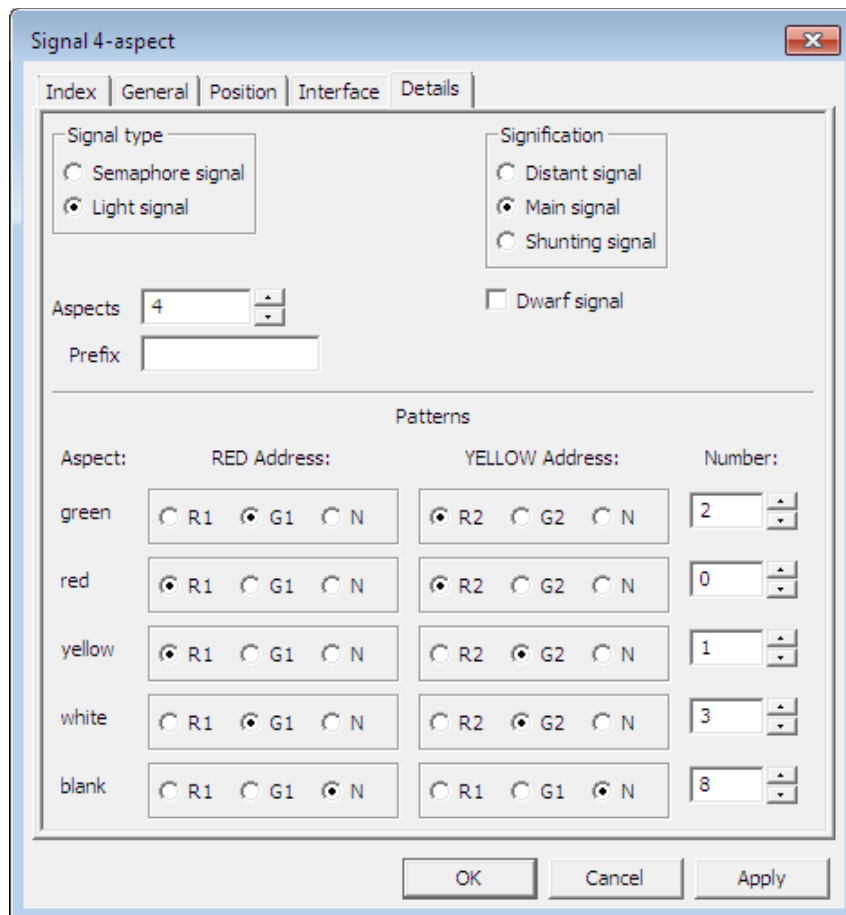 Signal 4-aspect
Index General Position Interface Details
Signal type Signification
Semaphore signal Distant signal
Light signal Main signal
Shunting signal
Aspects 4 Dwarf signal
Prefix
Patterns
Aspect: RED Address: YELLOW Address: Number:
green R1 G1 N R2 G2 N 2
red R1 G1 N R2 G2 N 0
yellow R1 G1 N R2 G2 N 1
white R1 G1 N R2 G2 N 3
blank R1 G1 N R1 G1 N 8
OK Cancel Apply